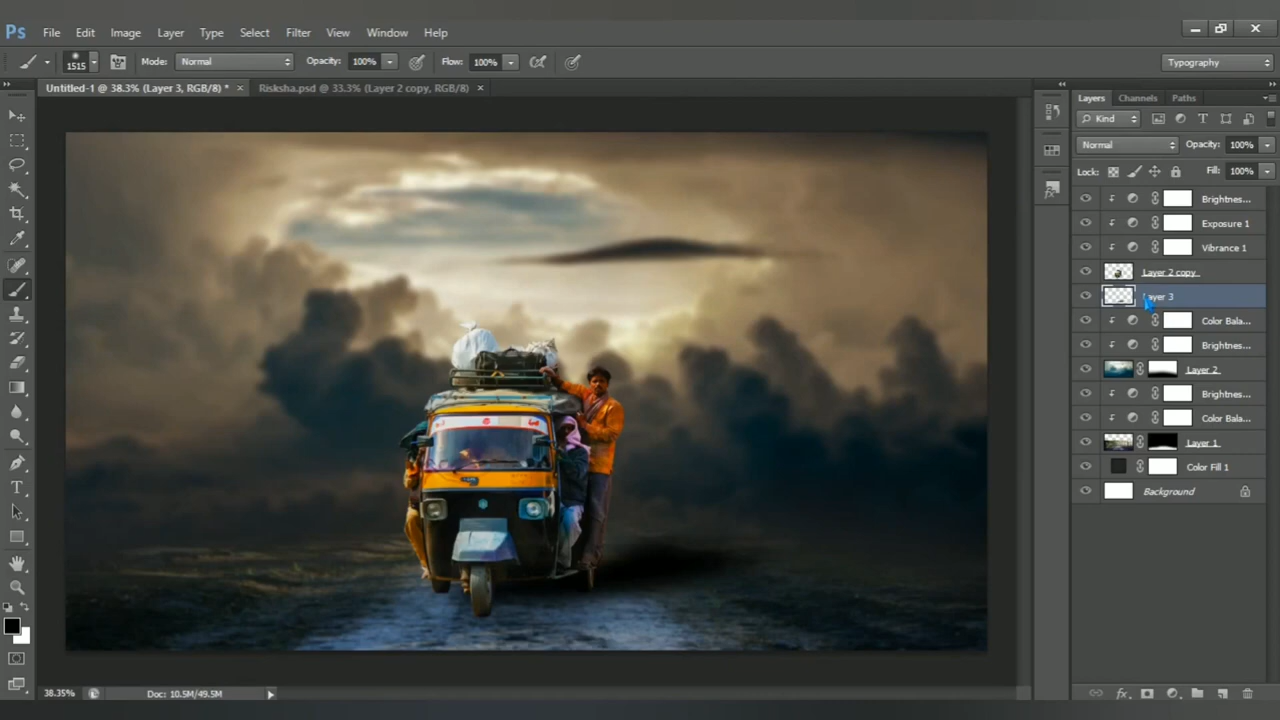 Ps File Edit Image Layer Type Select Filter View Window Help
1515 Mode: Normal Opacity: 100% Flow: 100% Typography
Untitled-1 @ 38.3% (Layer 3, RGB/8) * × Risksha.psd @ 33.3% (Layer 2 copy, RGB/8) ×
Layers Channels Paths
Kind
Normal Opacity: 100%
Lock: Fill: 100%
Brightnes...
Exposure 1
Vibrance 1
Layer 2 copy
Layer 3
Color Bala...
Brightnes...
Layer 2
Brightnes...
Color Bala...
Layer 1
Color Fill 1
Background
38.35% Doc: 10.5M/49.5M